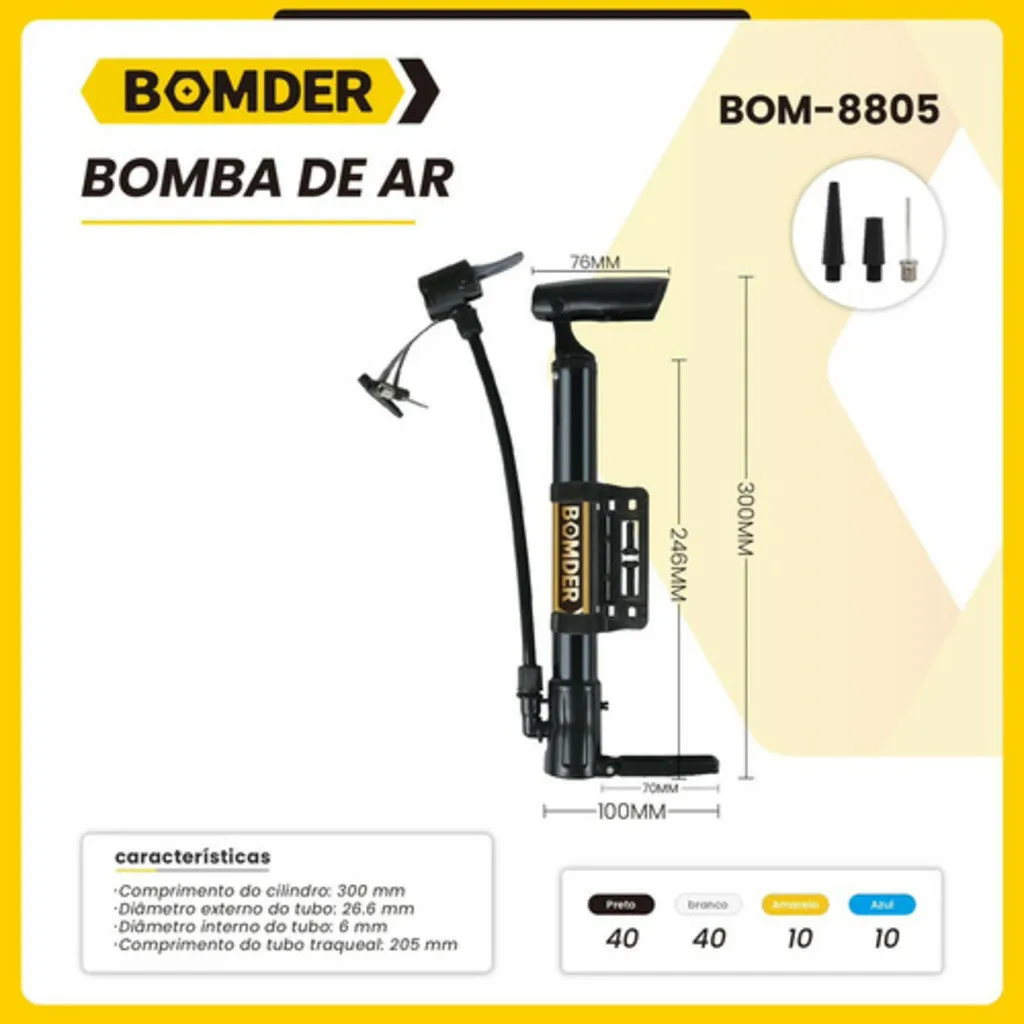 BOMDER
BOM-8805
BOMBA DE AR
76MM
300MM
246MM
BOMDER
70MM
100MM
características
·Comprimento do cilindro: 300 mm
·Diâmetro externo do tubo: 26.6 mm
·Diâmetro interno do tubo: 6 mm
·Comprimento do tubo traqueal: 205 mm
Preto branco Amarelo Azul
40 40 10 10